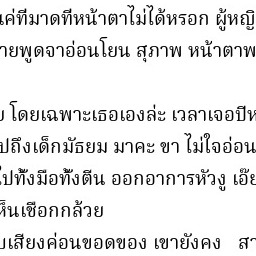 แค่ทีมาดทีหน้าตาไม่ได้หรอก ผู้หญิ
ายพูดจาอ่อนโยน สุภาพ หน้าตาพ
ย โดยเฉพาะเธอเองล่ะ เวลาเจอปีห
ปถึงเด็กมัธยม มาคะ ขา ไม่ใจอ่อน
ไปทั้งมือทั้งตีน ออกอาการหัวงู เอ๊ย
ห็นเชือกกล้วย
บเสียงค่อนขอดของ เขายังคง สา